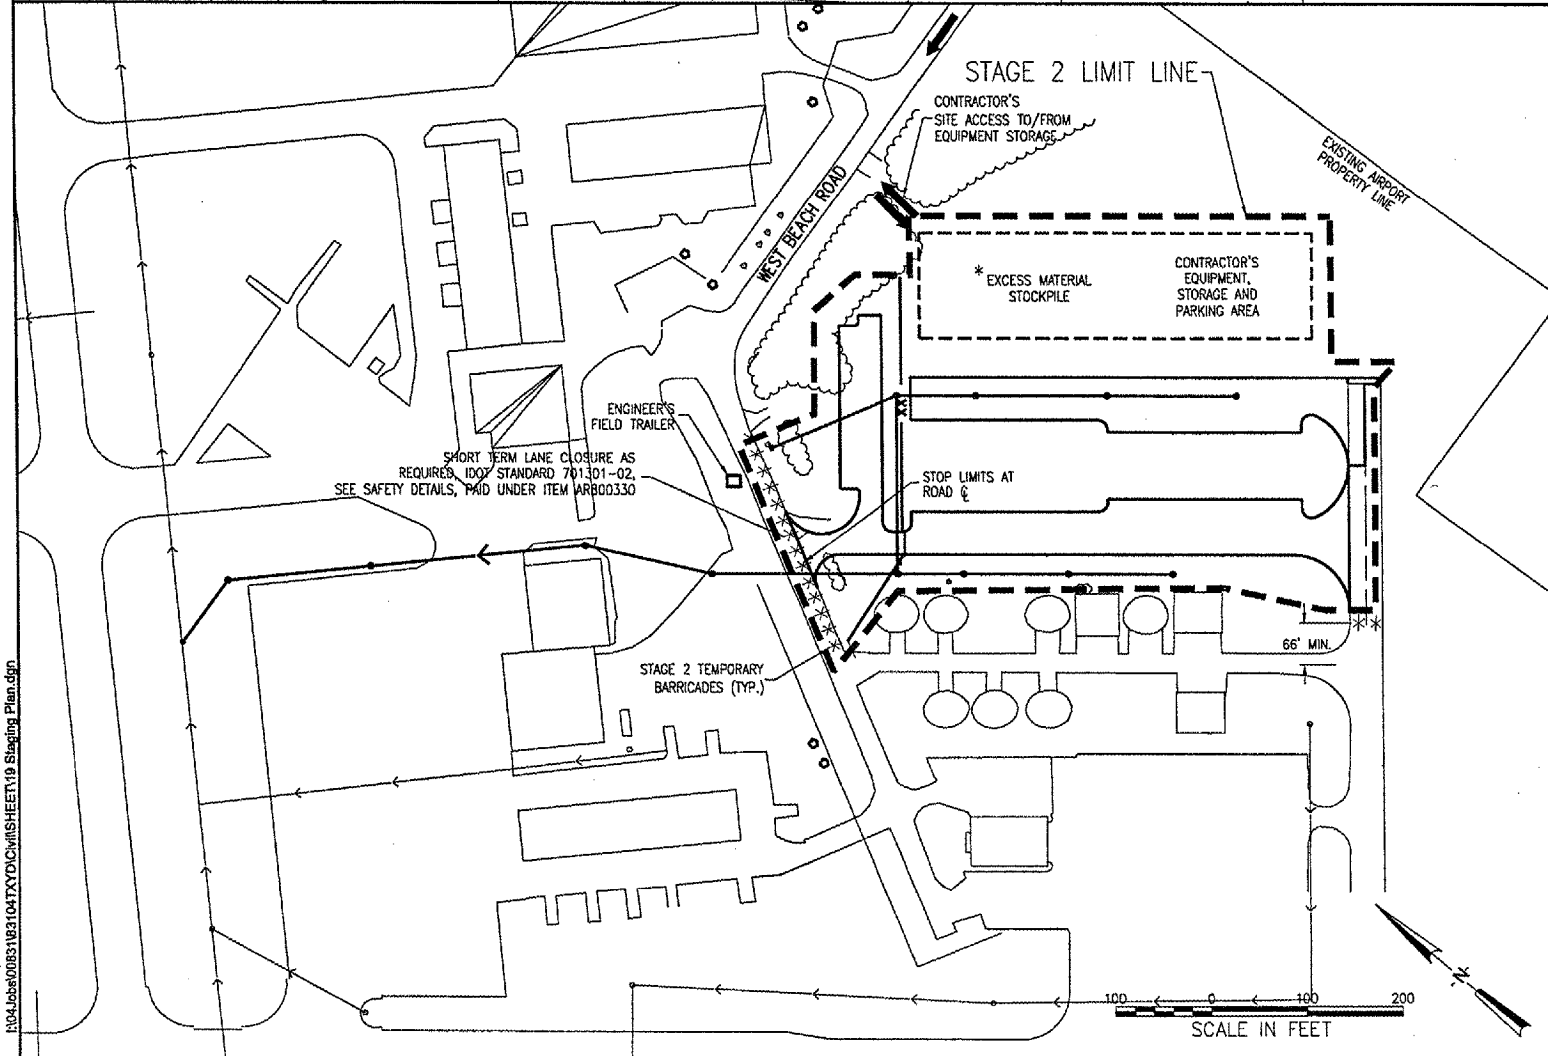 STAGE 2 LIMIT LINE
CONTRACTOR'S
SITE ACCESS TO/FROM
EQUIPMENT STORAGE
EXISTING AIRPORT
PROPERTY LINE
WEST BEACH ROAD
* EXCESS MATERIAL
STOCKPILE
CONTRACTOR'S
EQUIPMENT,
STORAGE AND
PARKING AREA
ENGINEER'S
FIELD TRAILER
SHORT TERM LANE CLOSURE AS
REQUIRED, IDOT STANDARD 701301-02,
SEE SAFETY DETAILS, PAID UNDER ITEM AR800330
STOP LIMITS AT
ROAD ℄
XX
66' MIN.
STAGE 2 TEMPORARY
BARRICADES (TYP.)
N
100 0 100 200
SCALE IN FEET
I:\04Jobs\00831\83104TXYD\Civil\SHEET\19 Staging Plan.dgn